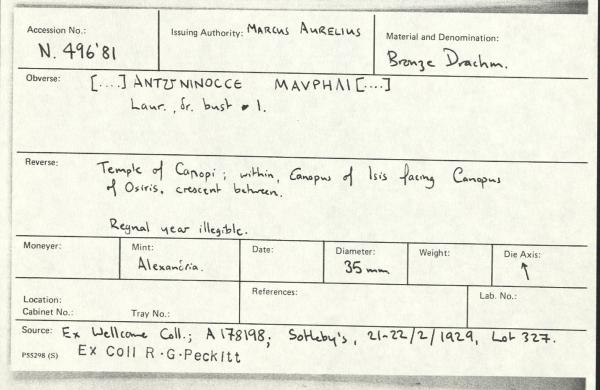 Accession No.:
N. 496'81
Issuing Authority: MARCUS AURELIUS
Material and Denomination:
Bronze Drachm.
Obverse: [....] ANTΩNINOCCE MAVPHΛI [....]
Laur., dr. bust l.
Reverse: Temple of Canopi; within, Canopus of Isis facing Canopus
of Osiris, crescent between.
Regnal year illegible.
Moneyer:
Mint:
Alexandria.
Date:
Diameter:
35 mm
Weight:
Die Axis:
↑
Location:
Cabinet No.: Tray No.:
References:
Lab. No.:
Source: Ex Wellcome Coll.; A 178198; Sotheby's, 21-22/2/1929, Lot 327.
PS5298 (S) Ex Coll R.G.Peckitt